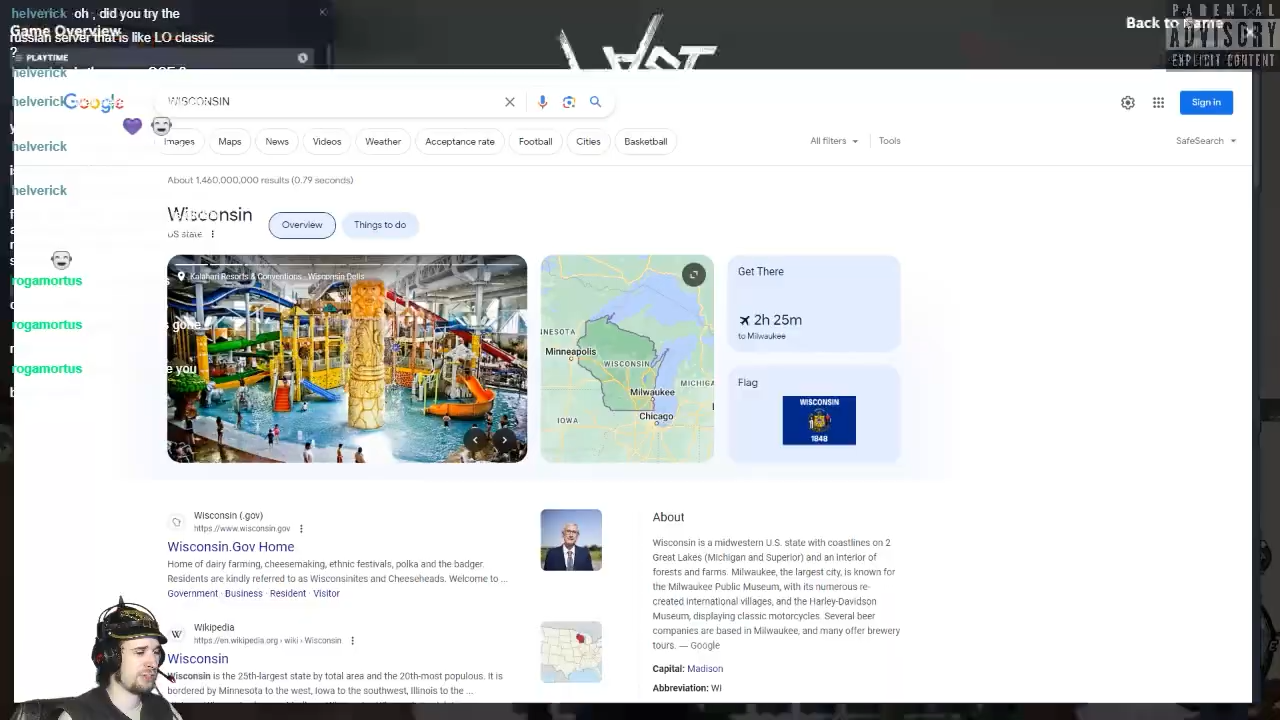 helverick
oh , did you try the
Game Overview
russian server that is like LO classic
?
PLAYTIME
Back to Game
PARENTAL
ADVISORY
EXPLICIT CONTENT
helverick
helverick
Google
WISCONSIN
Sign in
helverick
Images
Maps
News
Videos
Weather
Acceptance rate
Football
Cities
Basketball
All filters
Tools
SafeSearch
About 1,460,000,000 results (0.79 seconds)
helverick
Wisconsin
US state
Overview
Things to do
rogamortus
rogamortus
gone
rogamortus
you
Kalahari Resorts & Conventions - Wisconsin Dells
NNESOTA
Minneapolis
WISCONSIN
MICHIGA
Milwaukee
Chicago
IOWA
Get There
2h 25m
to Milwaukee
Flag
WISCONSIN
1848
Wisconsin (.gov)
https://www.wisconsin.gov
Wisconsin.Gov Home
Home of dairy farming, cheesemaking, ethnic festivals, polka and the badger.
Residents are kindly referred to as Wisconsinites and Cheeseheads. Welcome to ...
Government · Business · Resident · Visitor
W
Wikipedia
https://en.wikipedia.org › wiki › Wisconsin
Wisconsin
Wisconsin is the 25th-largest state by total area and the 20th-most populous. It is
bordered by Minnesota to the west, Iowa to the southwest, Illinois to the ...
About
Wisconsin is a midwestern U.S. state with coastlines on 2
Great Lakes (Michigan and Superior) and an interior of
forests and farms. Milwaukee, the largest city, is known for
the Milwaukee Public Museum, with its numerous re-
created international villages, and the Harley-Davidson
Museum, displaying classic motorcycles. Several beer
companies are based in Milwaukee, and many offer brewery
tours. — Google
Capital: Madison
Abbreviation: WI